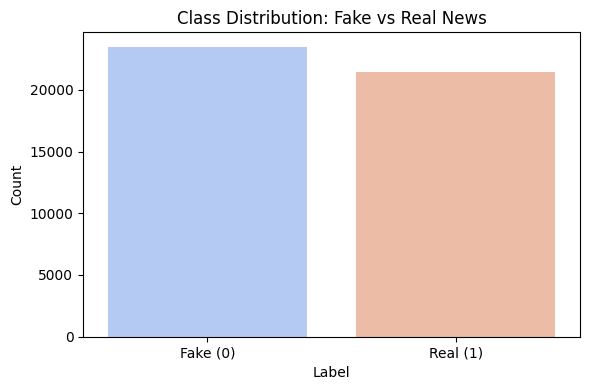 Class Distribution: Fake vs Real News
Count
20000
15000
10000
5000
0
Fake (0)
Real (1)
Label